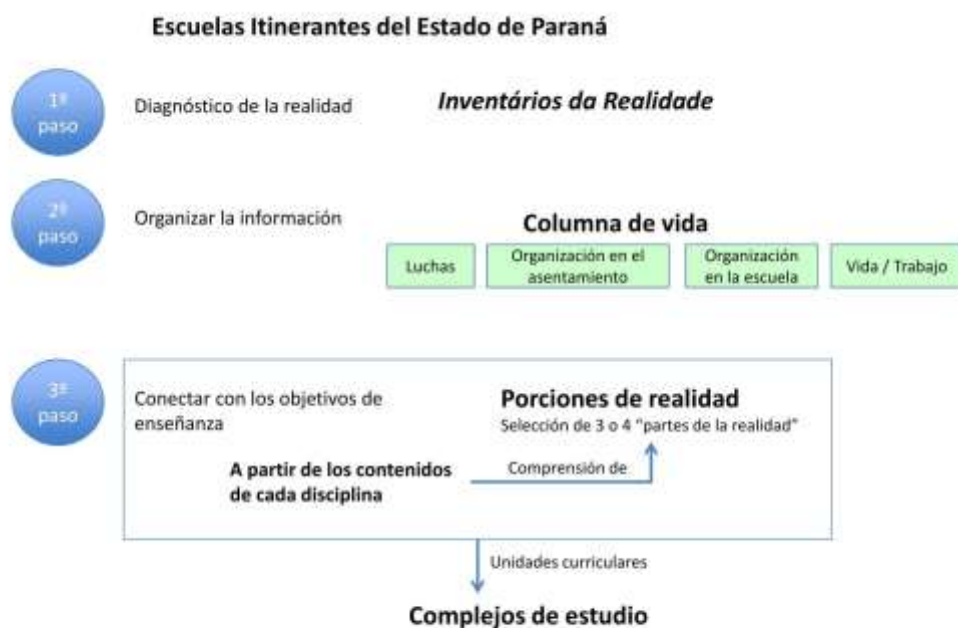 Escuelas Itinerantes del Estado de Paraná
1º
paso
Diagnóstico de la realidad
Inventários da Realidade
2º
paso
Organizar la información
Columna de vida
Luchas
Organización en el
asentamiento
Organización
en la escuela
Vida / Trabajo
3º
paso
Conectar con los objetivos de
enseñanza
Porciones de realidad
Selección de 3 o 4 "partes de la realidad"
A partir de los contenidos
de cada disciplina
Comprensión de
Unidades curriculares
Complejos de estudio